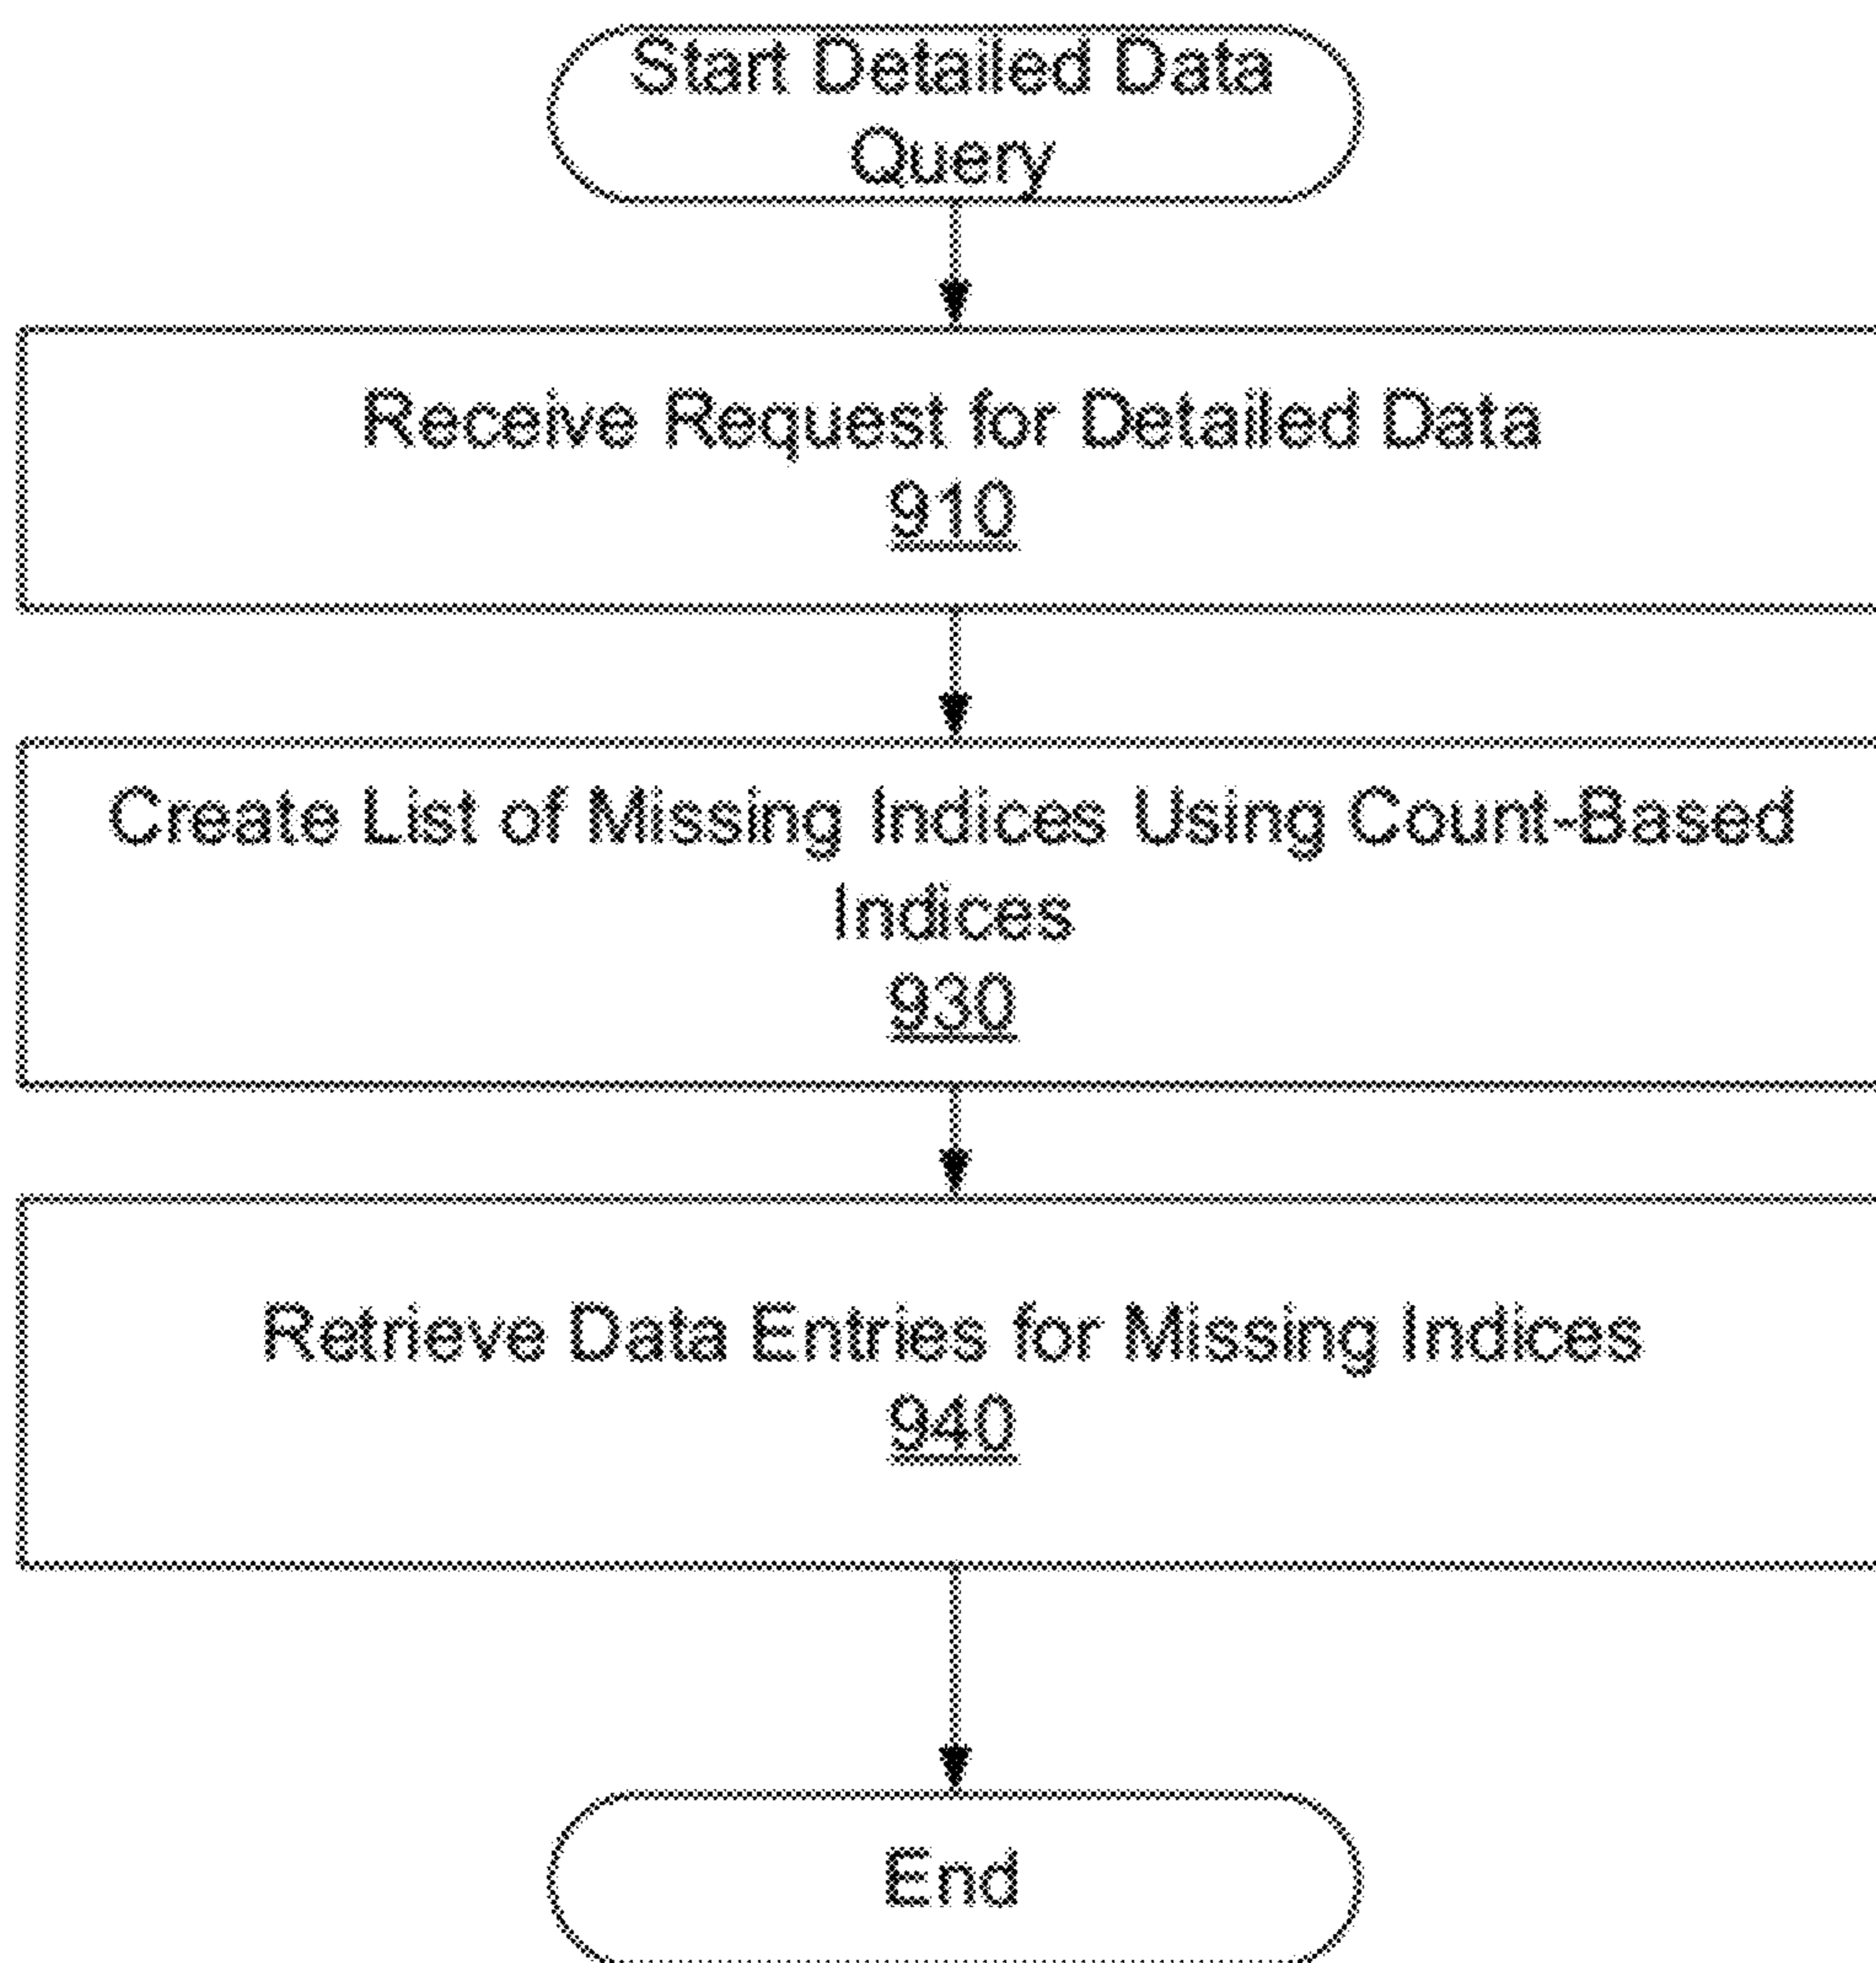 Start Detailed Data
Query
Receive Request for Detailed Data
910
Create List of Missing Indices Using Count-Based
Indices
930
Retrieve Data Entries for Missing Indices
940
End